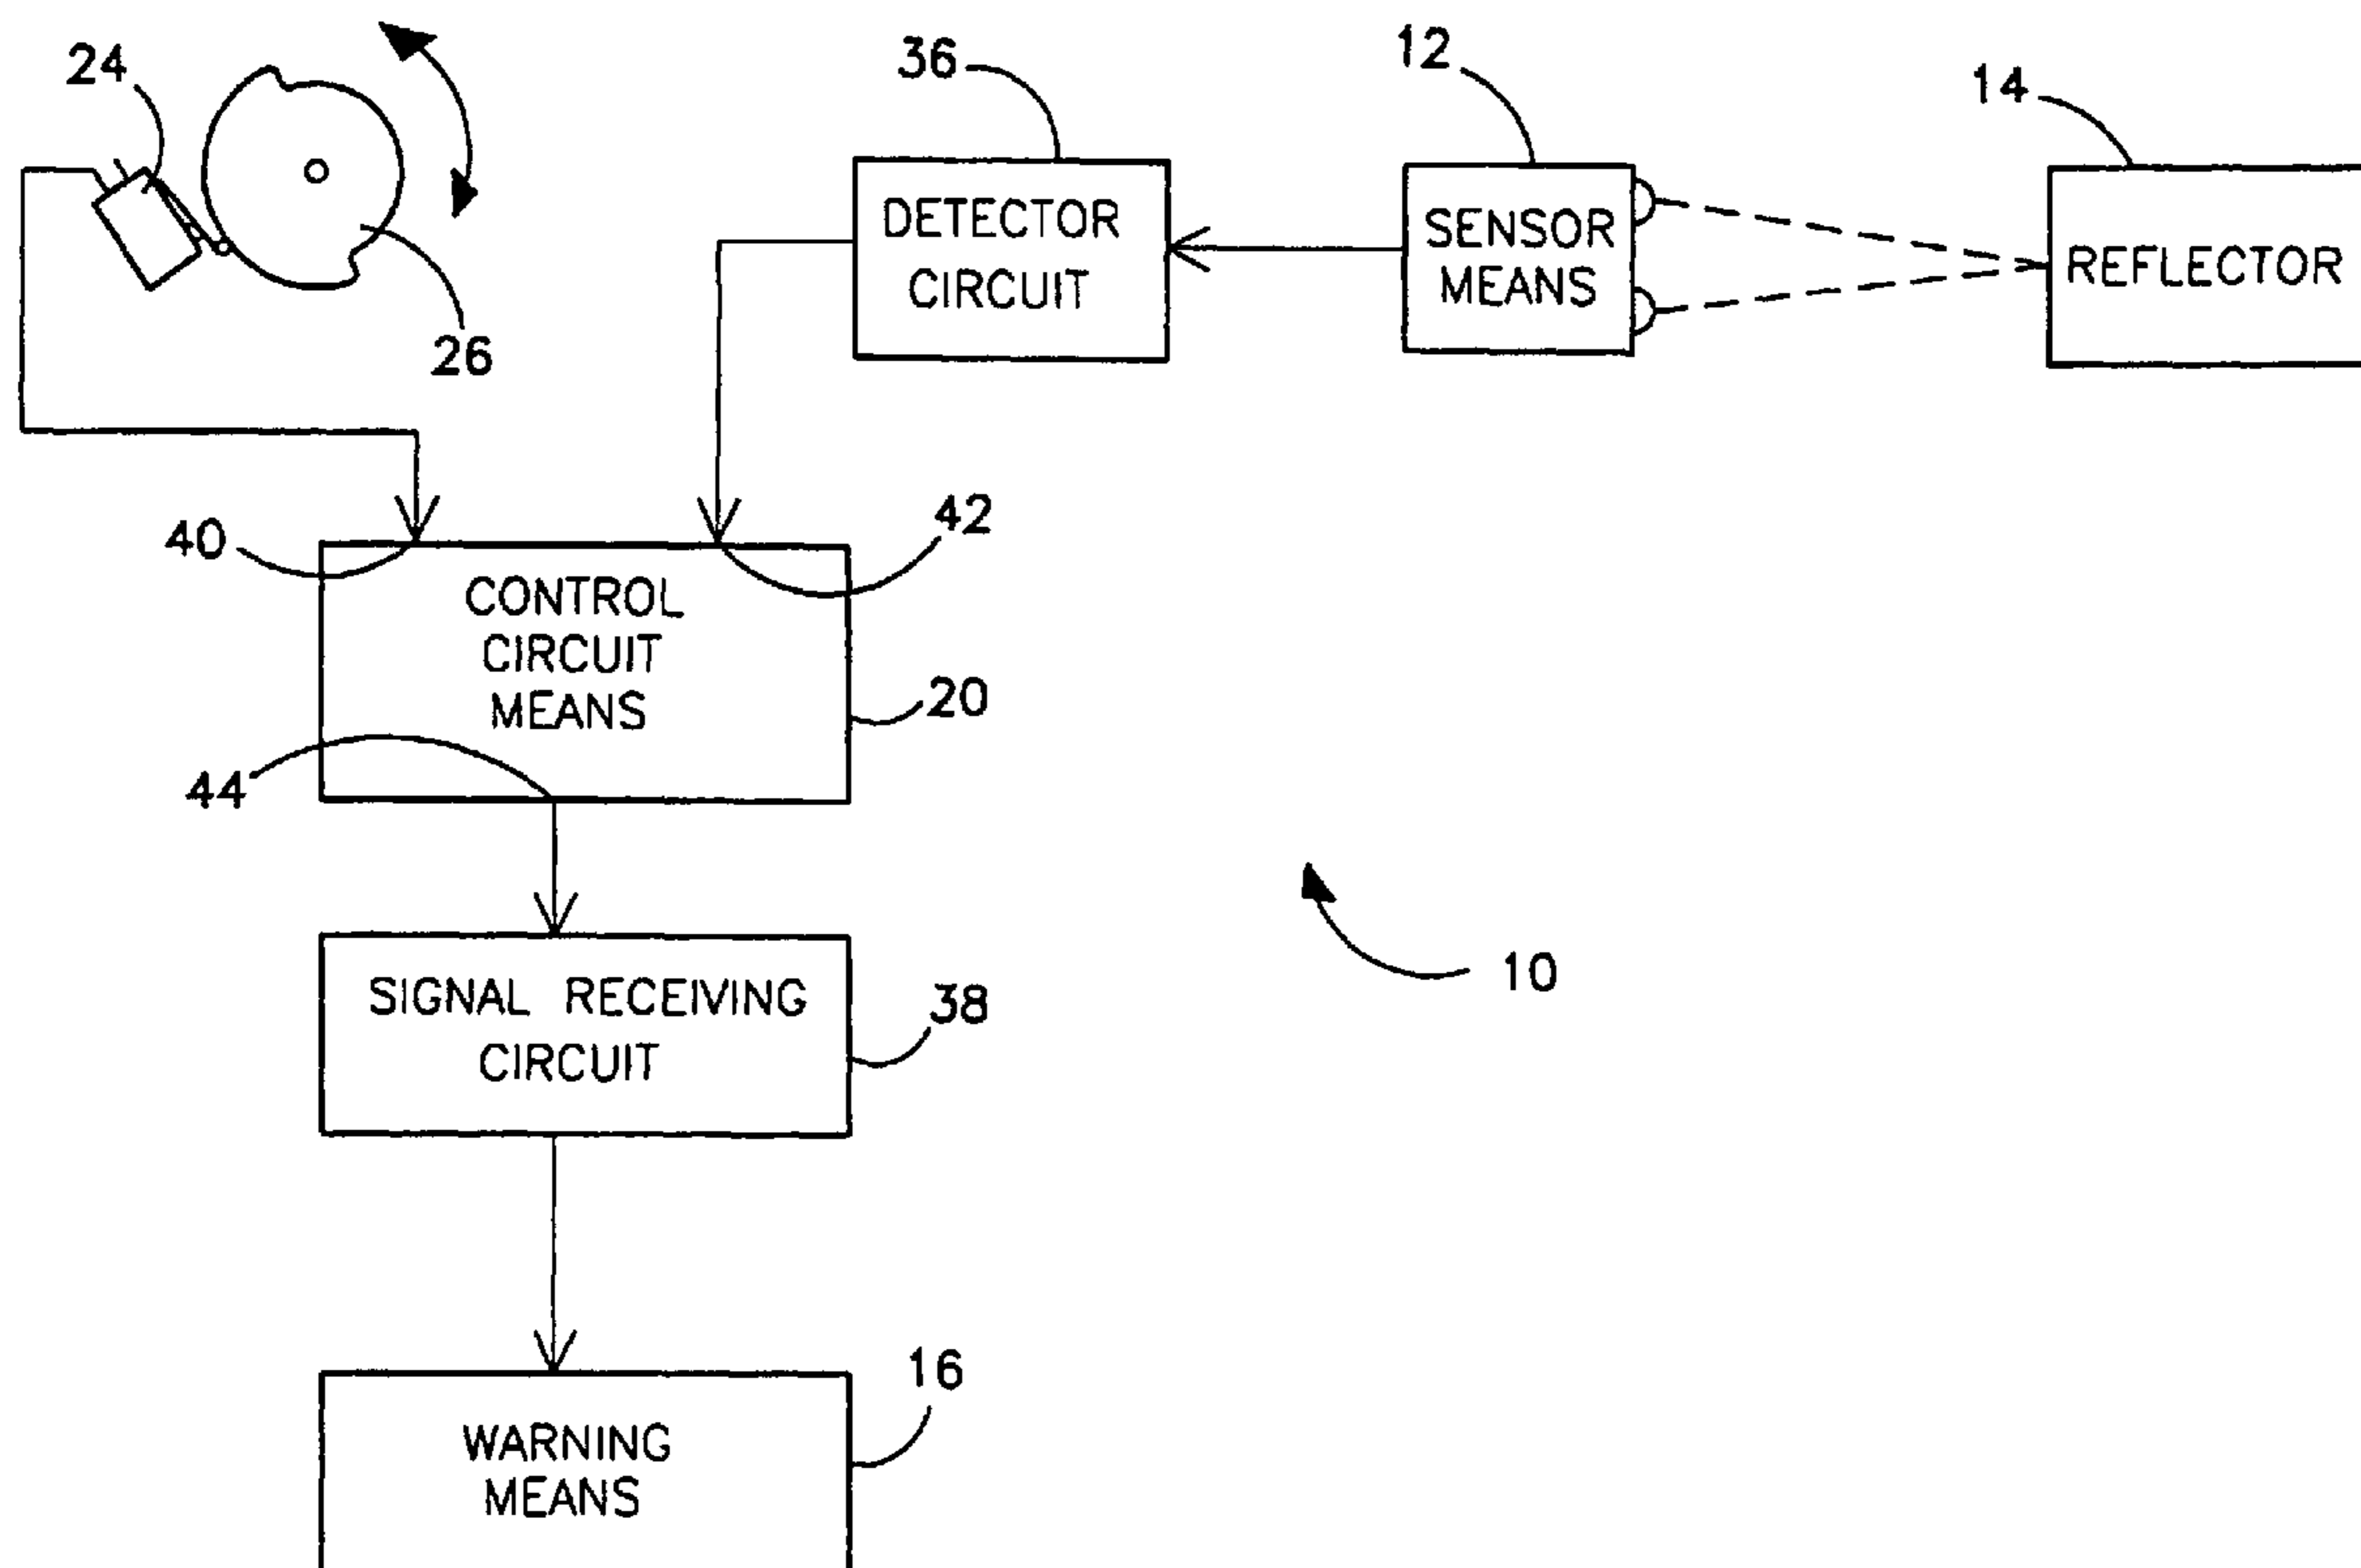 24
36
12
14
DETECTOR
CIRCUIT
SENSOR
MEANS
REFLECTOR
26
40
42
CONTROL
CIRCUIT
MEANS
20
44
10
SIGNAL RECEIVING
CIRCUIT
38
16
WARNING
MEANS